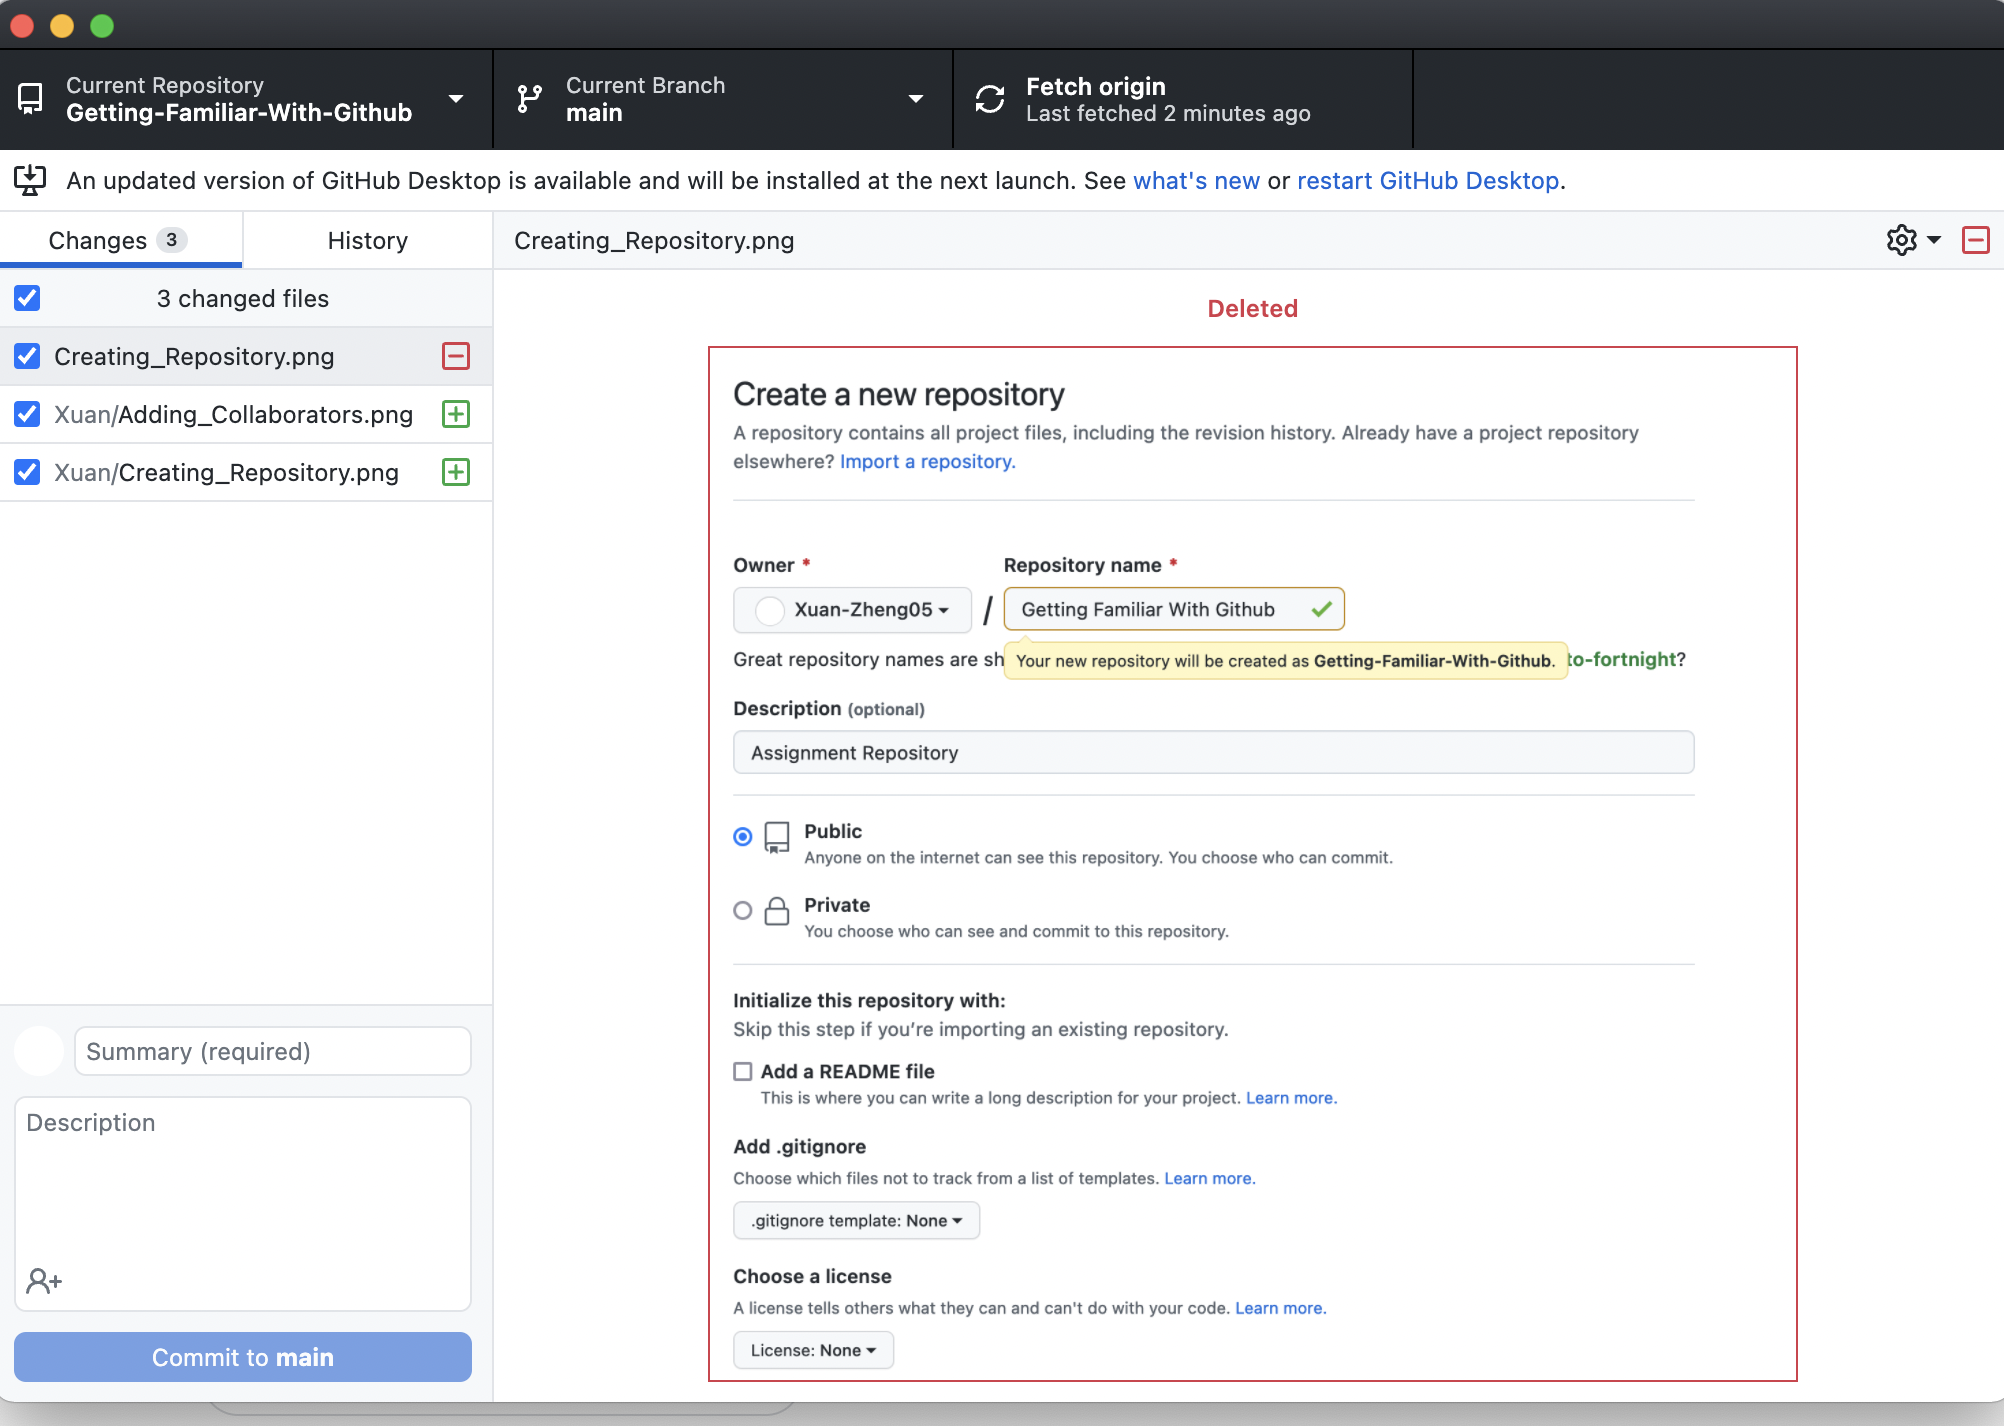 Current Repository
Getting-Familiar-With-Github
Current Branch
main
Fetch origin
Last fetched 2 minutes ago
An updated version of GitHub Desktop is available and will be installed at the next launch. See what's new or restart GitHub Desktop.
Changes 3
History
Creating_Repository.png
3 changed files
Creating_Repository.png
Xuan/Adding_Collaborators.png
Xuan/Creating_Repository.png
Summary (required)
Description
Commit to main
Deleted
Create a new repository
A repository contains all project files, including the revision history. Already have a project repository
elsewhere? Import a repository.
Owner *
Repository name *
Xuan-Zheng05
/
Getting Familiar With Github
Great repository names are sh
Your new repository will be created as Getting-Familiar-With-Github.
to-fortnight?
Description (optional)
Assignment Repository
Public
Anyone on the internet can see this repository. You choose who can commit.
Private
You choose who can see and commit to this repository.
Initialize this repository with:
Skip this step if you’re importing an existing repository.
Add a README file
This is where you can write a long description for your project. Learn more.
Add .gitignore
Choose which files not to track from a list of templates. Learn more.
.gitignore template: None
Choose a license
A license tells others what they can and can't do with your code. Learn more.
License: None